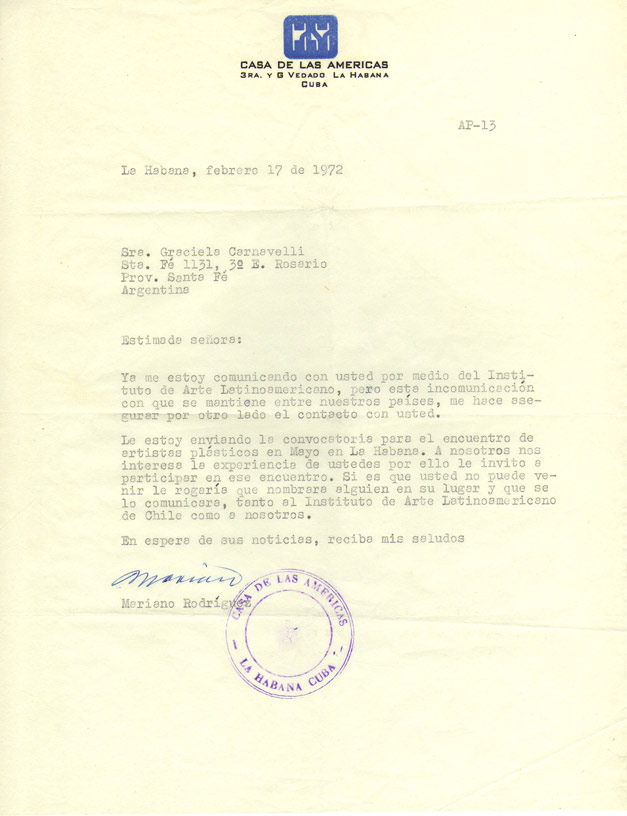 CASA DE LAS AMERICAS
3RA. Y G VEDADO LA HABANA
CUBA
AP-13
La Habana, febrero 17 de 1972
Sra. Graciela Carnavelli
Sta. Fé 1131, 3º E. Rosario
Prov. Santa Fé
Argentina
Estimada señora:
Ya me estoy comunicando con usted por medio del Insti-
tuto de Arte Latinoamericano, pero esta incomunicación
con que se mantiene entre nuestros países, me hace ase-
gurar por otro lado el contacto con usted.
Le estoy enviando la convocatoria para el encuentro de
artistas plásticos en Mayo en La Habana. A nosotros nos
interesa la experiencia de ustedes por ello le invito a
participar en ese encuentro. Si es que usted no puede ve-
nir le rogaría que nombrara alguien en su lugar y que se
lo comunicara, tanto al Instituto de Arte Latinoamericano
de Chile como a nosotros.
En espera de sus noticias, reciba mis saludos
Mariano
Mariano Rodríguez
CASA DE LAS AMERICAS
LA HABANA CUBA